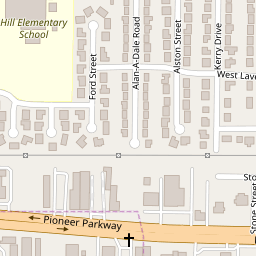 Hill Elementary
School
Ford Street
Alan-A-Dale Road
Alston Street
Kerry Drive
West Lave
Sto
Stone Street
Pioneer Parkway